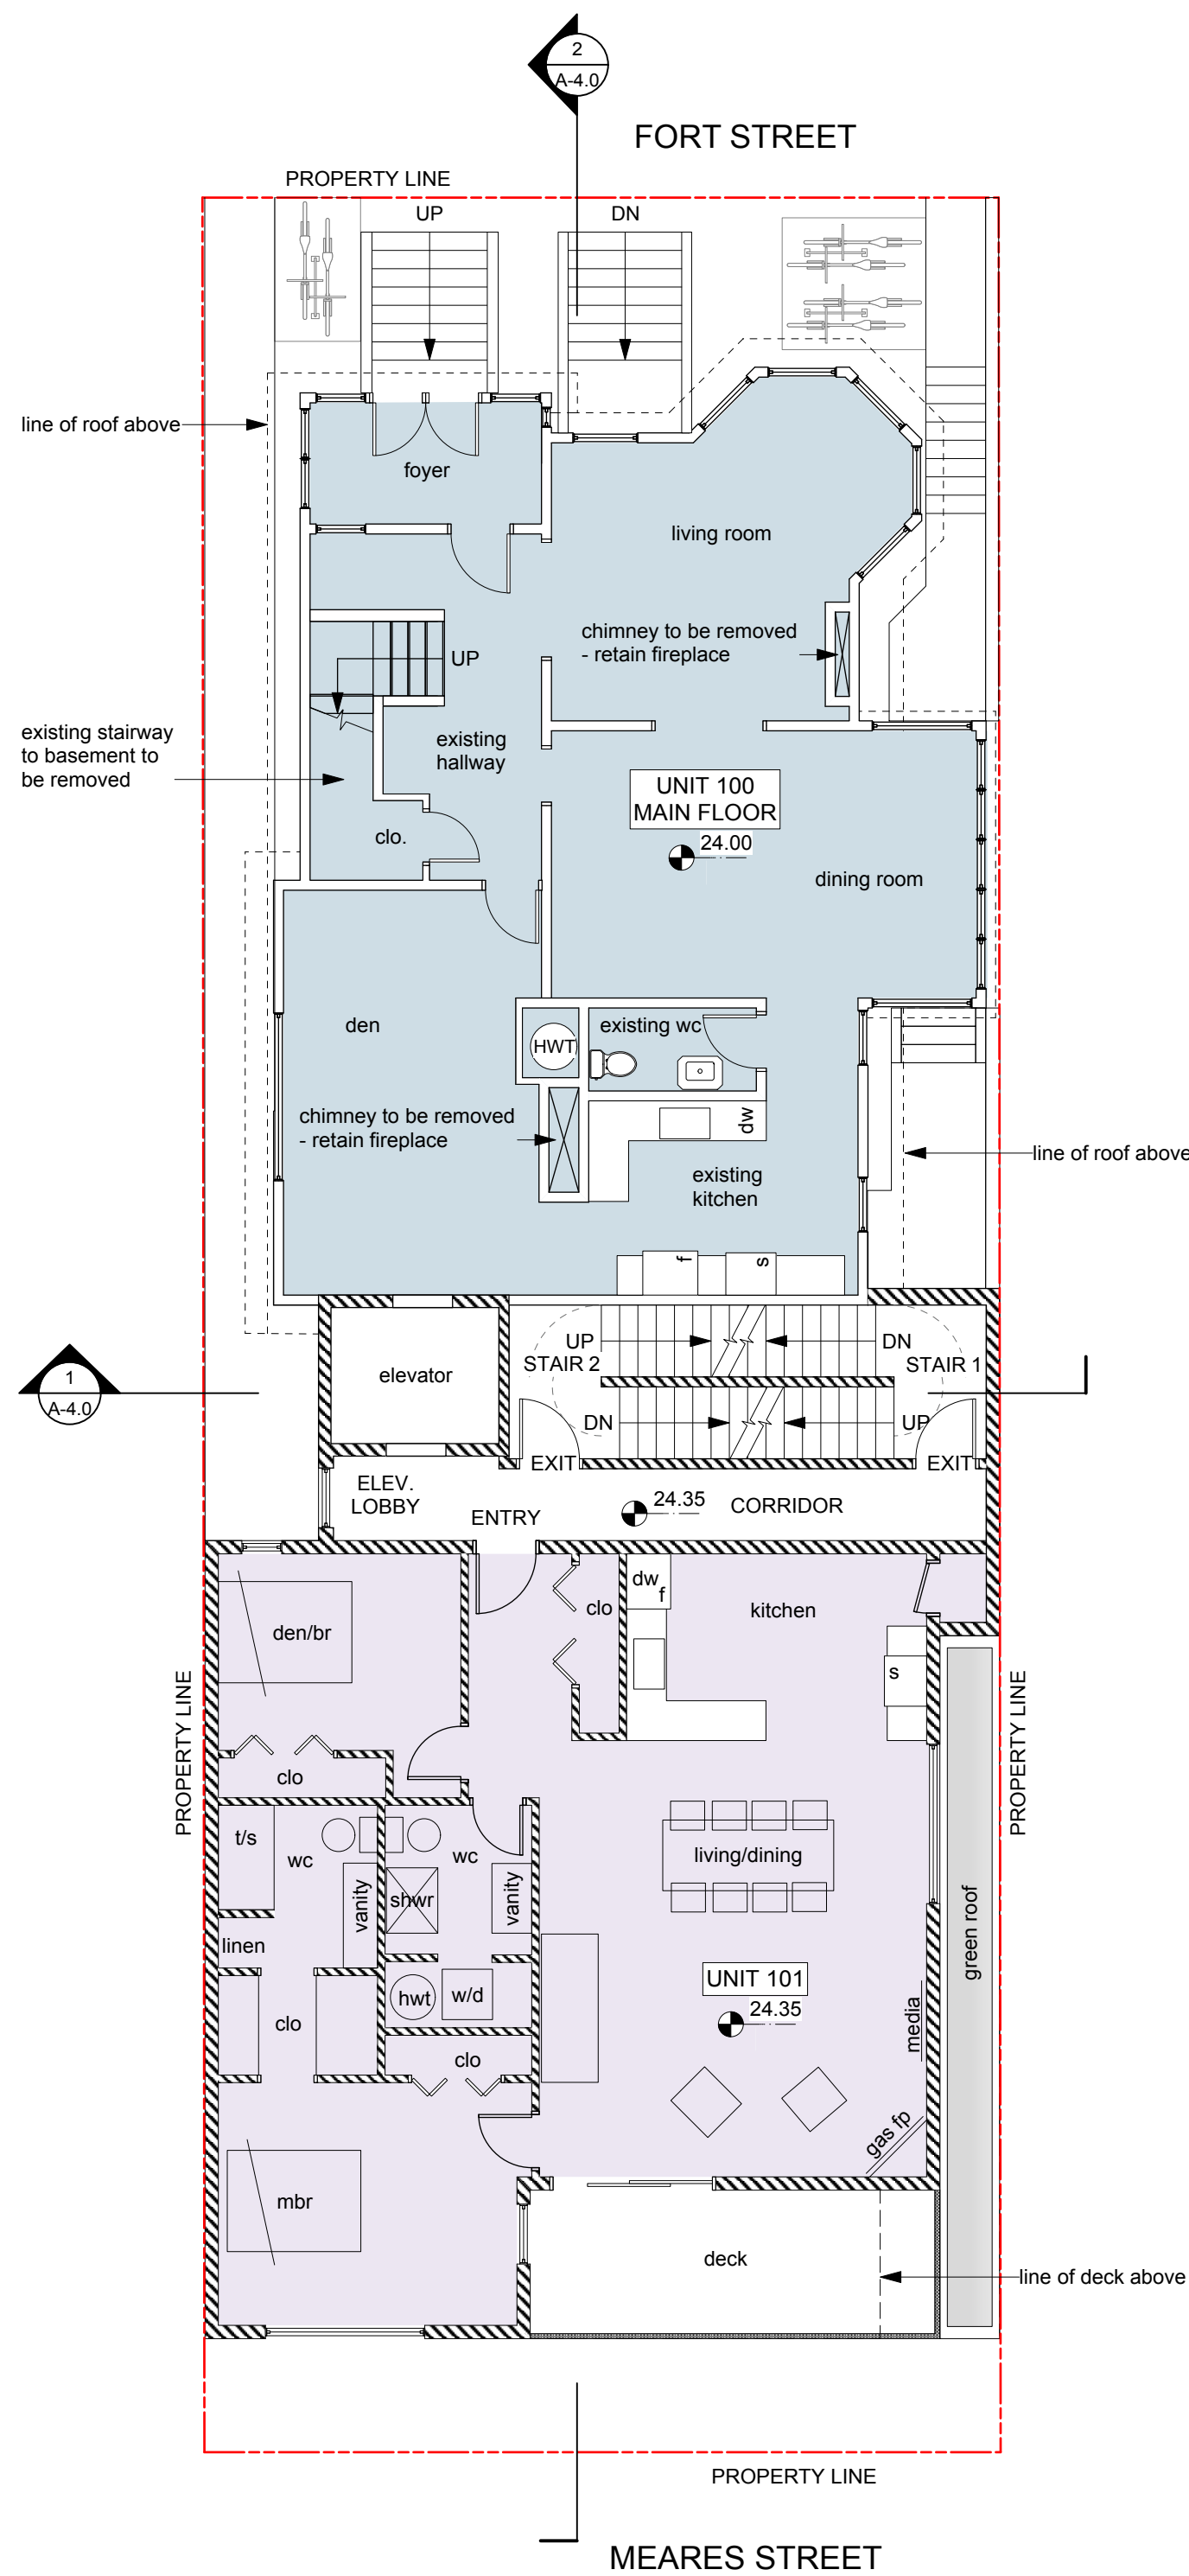 2
A-4.0
FORT STREET
PROPERTY LINE
UP
DN
line of roof above
foyer
living room
chimney to be removed
- retain fireplace
UP
existing stairway
to basement to
be removed
existing
hallway
UNIT 100
MAIN FLOOR
24.00
clo.
dining room
den
existing wc
HWT
chimney to be removed
- retain fireplace
dw
existing
kitchen
line of roof above
f
s
UP
DN
STAIR 2
STAIR 1
elevator
1
A-4.0
DN
UP
EXIT
EXIT
ELEV.
LOBBY
ENTRY
24.35
CORRIDOR
dw
f
clo
kitchen
den/br
s
PROPERTY LINE
PROPERTY LINE
clo
t/s
wc
wc
living/dining
vanity
shwr
vanity
linen
green roof
UNIT 101
24.35
hwt
w/d
clo
media
clo
gas fp
mbr
deck
line of deck above
PROPERTY LINE
MEARES STREET